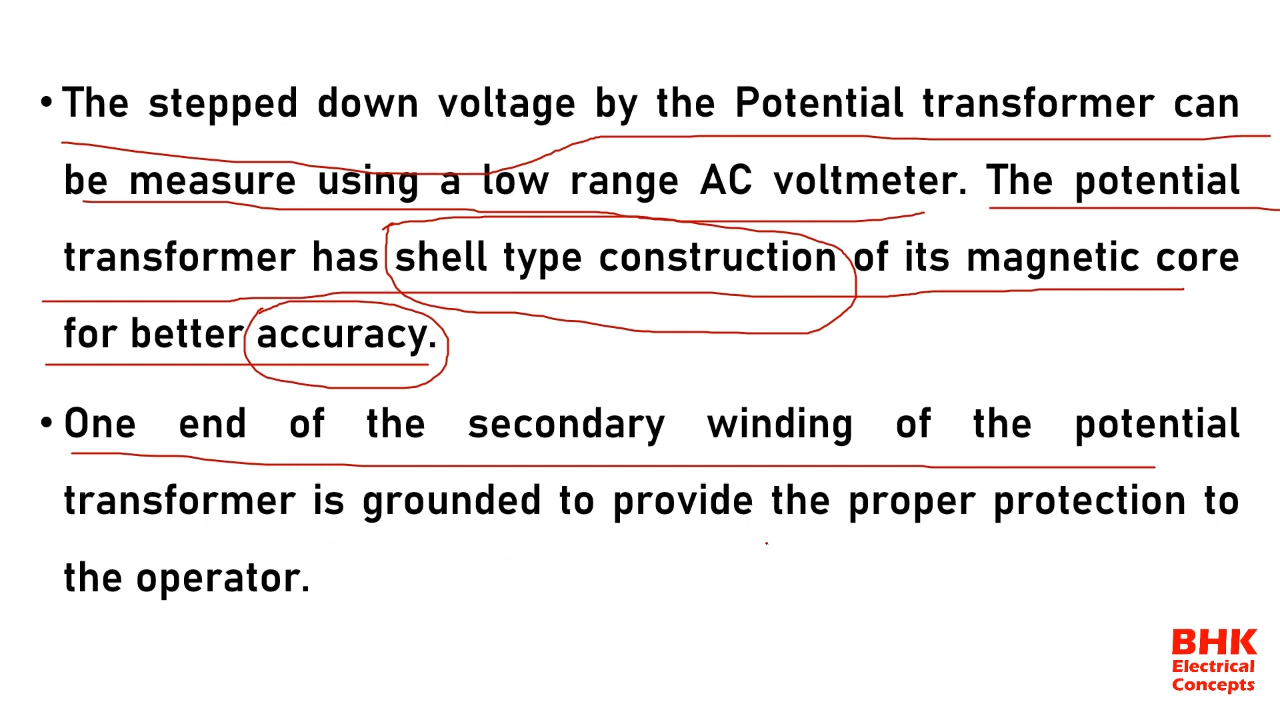 • The stepped down voltage by the Potential transformer can
be measure using a low range AC voltmeter. The potential
transformer has shell type construction of its magnetic core
for better accuracy.
• One end of the secondary winding of the potential
transformer is grounded to provide the proper protection to
the operator.
BHK
Electrical
Concepts